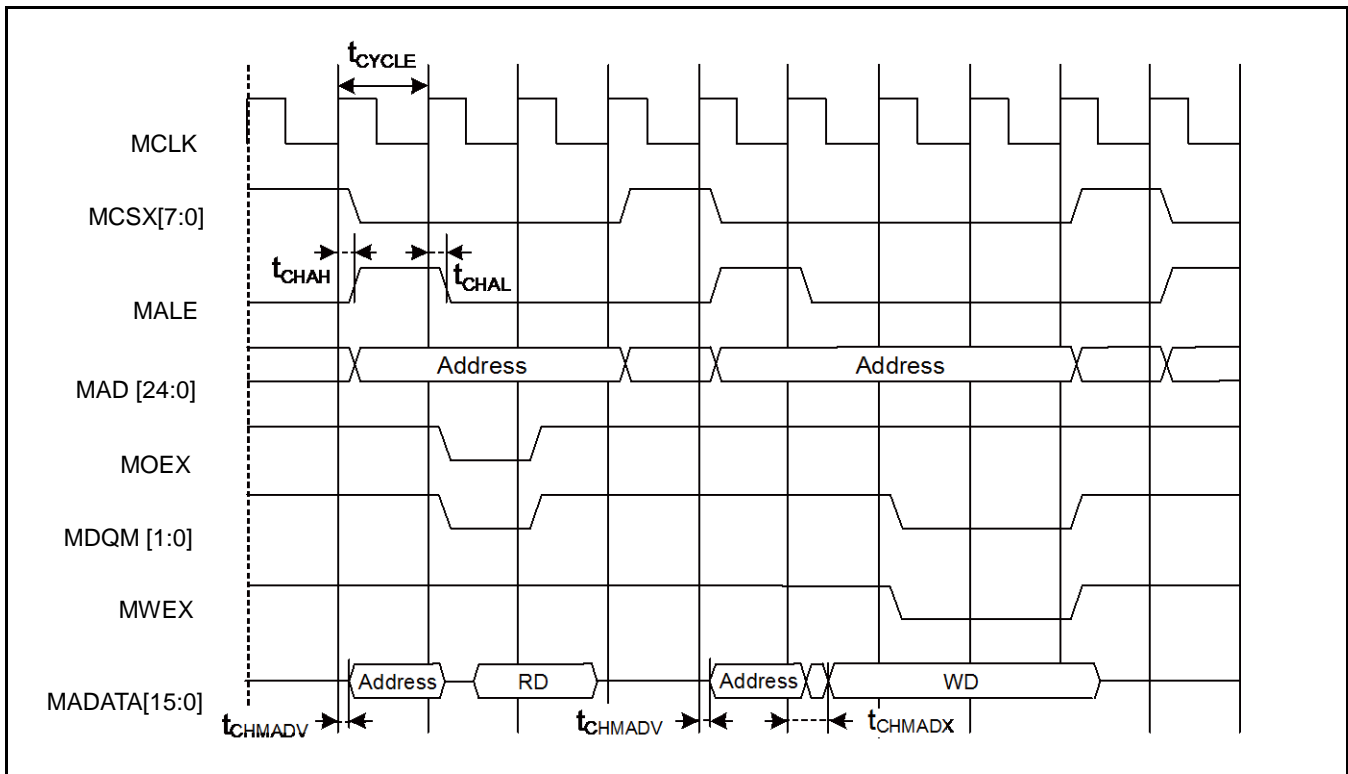 tCYCLE
MCLK
MCSX[7:0]
tCHAH
tCHAL
MALE
MAD [24:0]
Address
Address
MOEX
MDQM [1:0]
MWEX
MADATA[15:0]
Address
RD
Address
WD
tCHMADV
tCHMADV
tCHMADX